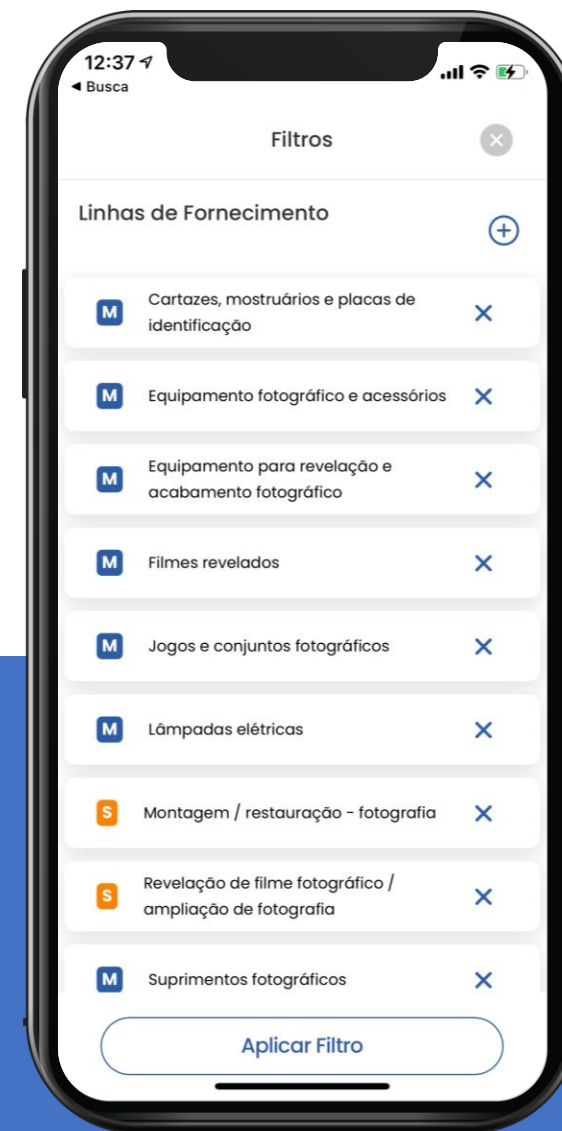 12:37
◀ Busca
Filtros
Linhas de Fornecimento
M
Cartazes, mostruários e placas de
identificação
M
Equipamento fotográfico e acessórios
M
Equipamento para revelação e
acabamento fotográfico
M
Filmes revelados
M
Jogos e conjuntos fotográficos
M
Lâmpadas elétricas
S
Montagem / restauração - fotografia
S
Revelação de filme fotográfico /
ampliação de fotografia
M
Suprimentos fotográficos
Aplicar Filtro